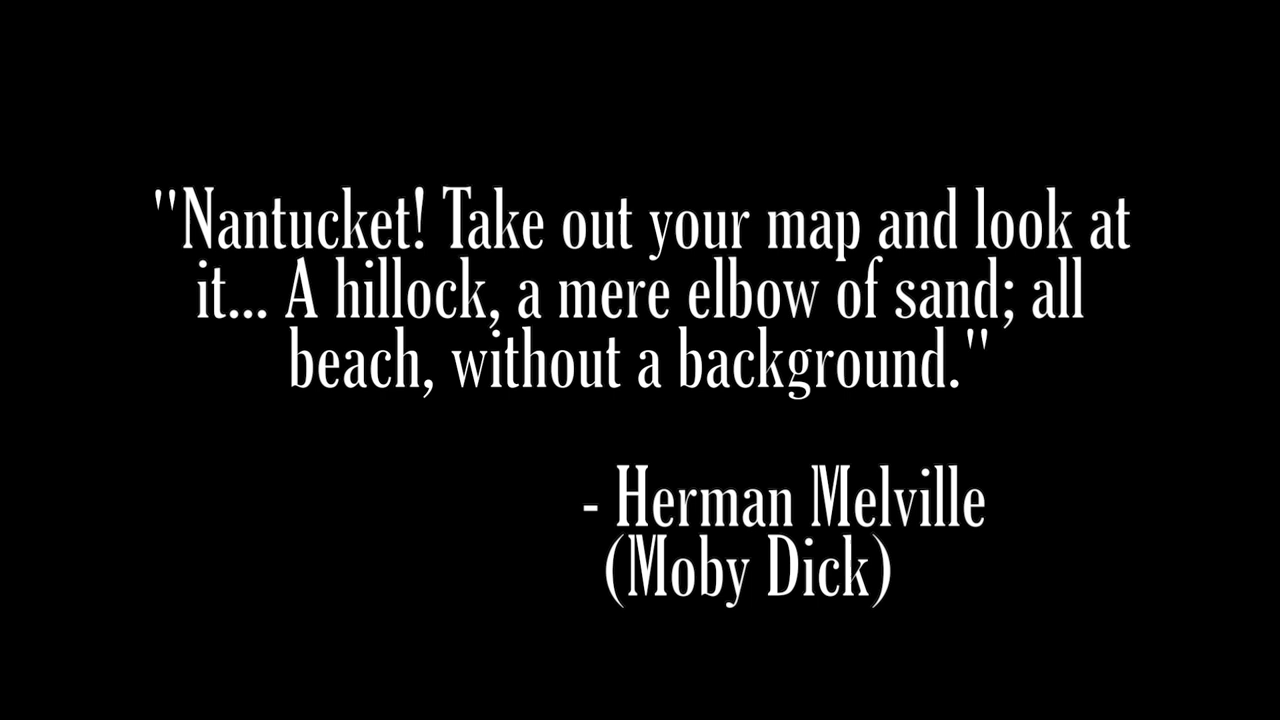 "Nantucket! Take out your map and look at
it... A hillock, a mere elbow of sand; all
beach, without a background."
- Herman Melville
(Moby Dick)